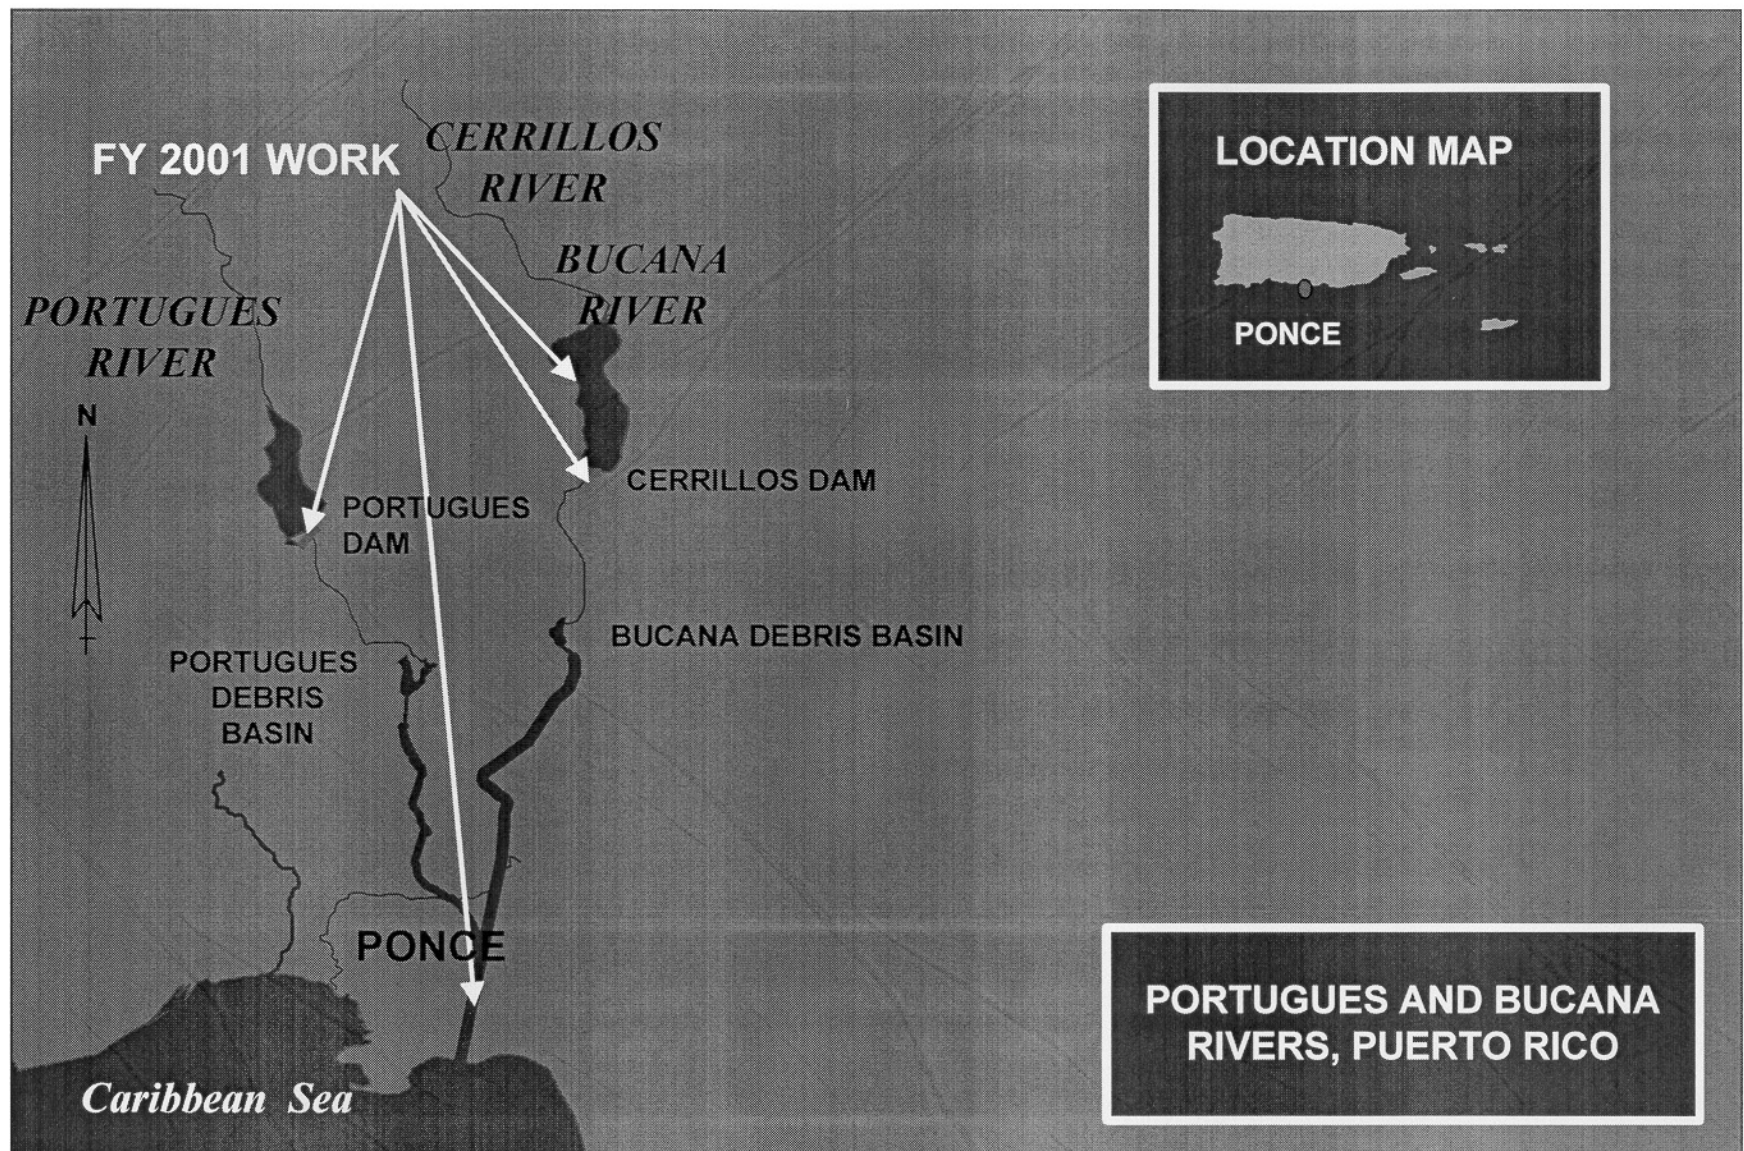 FY 2001 WORK
CERRILLOS
RIVER
BUCANA
RIVER
PORTUGUES
RIVER
N
CERRILLOS DAM
PORTUGUES
DAM
BUCANA DEBRIS BASIN
PORTUGUES
DEBRIS
BASIN
PONCE
Caribbean Sea
LOCATION MAP
PONCE
PORTUGUES AND BUCANA
RIVERS, PUERTO RICO